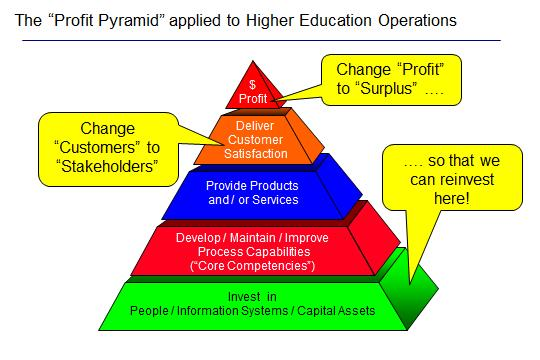 The “Profit Pyramid” applied to Higher Education Operations
$
Profit
Change “Profit”
to “Surplus” ….
Deliver
Customer
Satisfaction
Change
“Customers” to
“Stakeholders”
Provide Products
and / or Services
…. so that we
can reinvest
here!
Develop / Maintain / Improve
Process Capabilities
(“Core Competencies”)
Invest in
People / Information Systems / Capital Assets